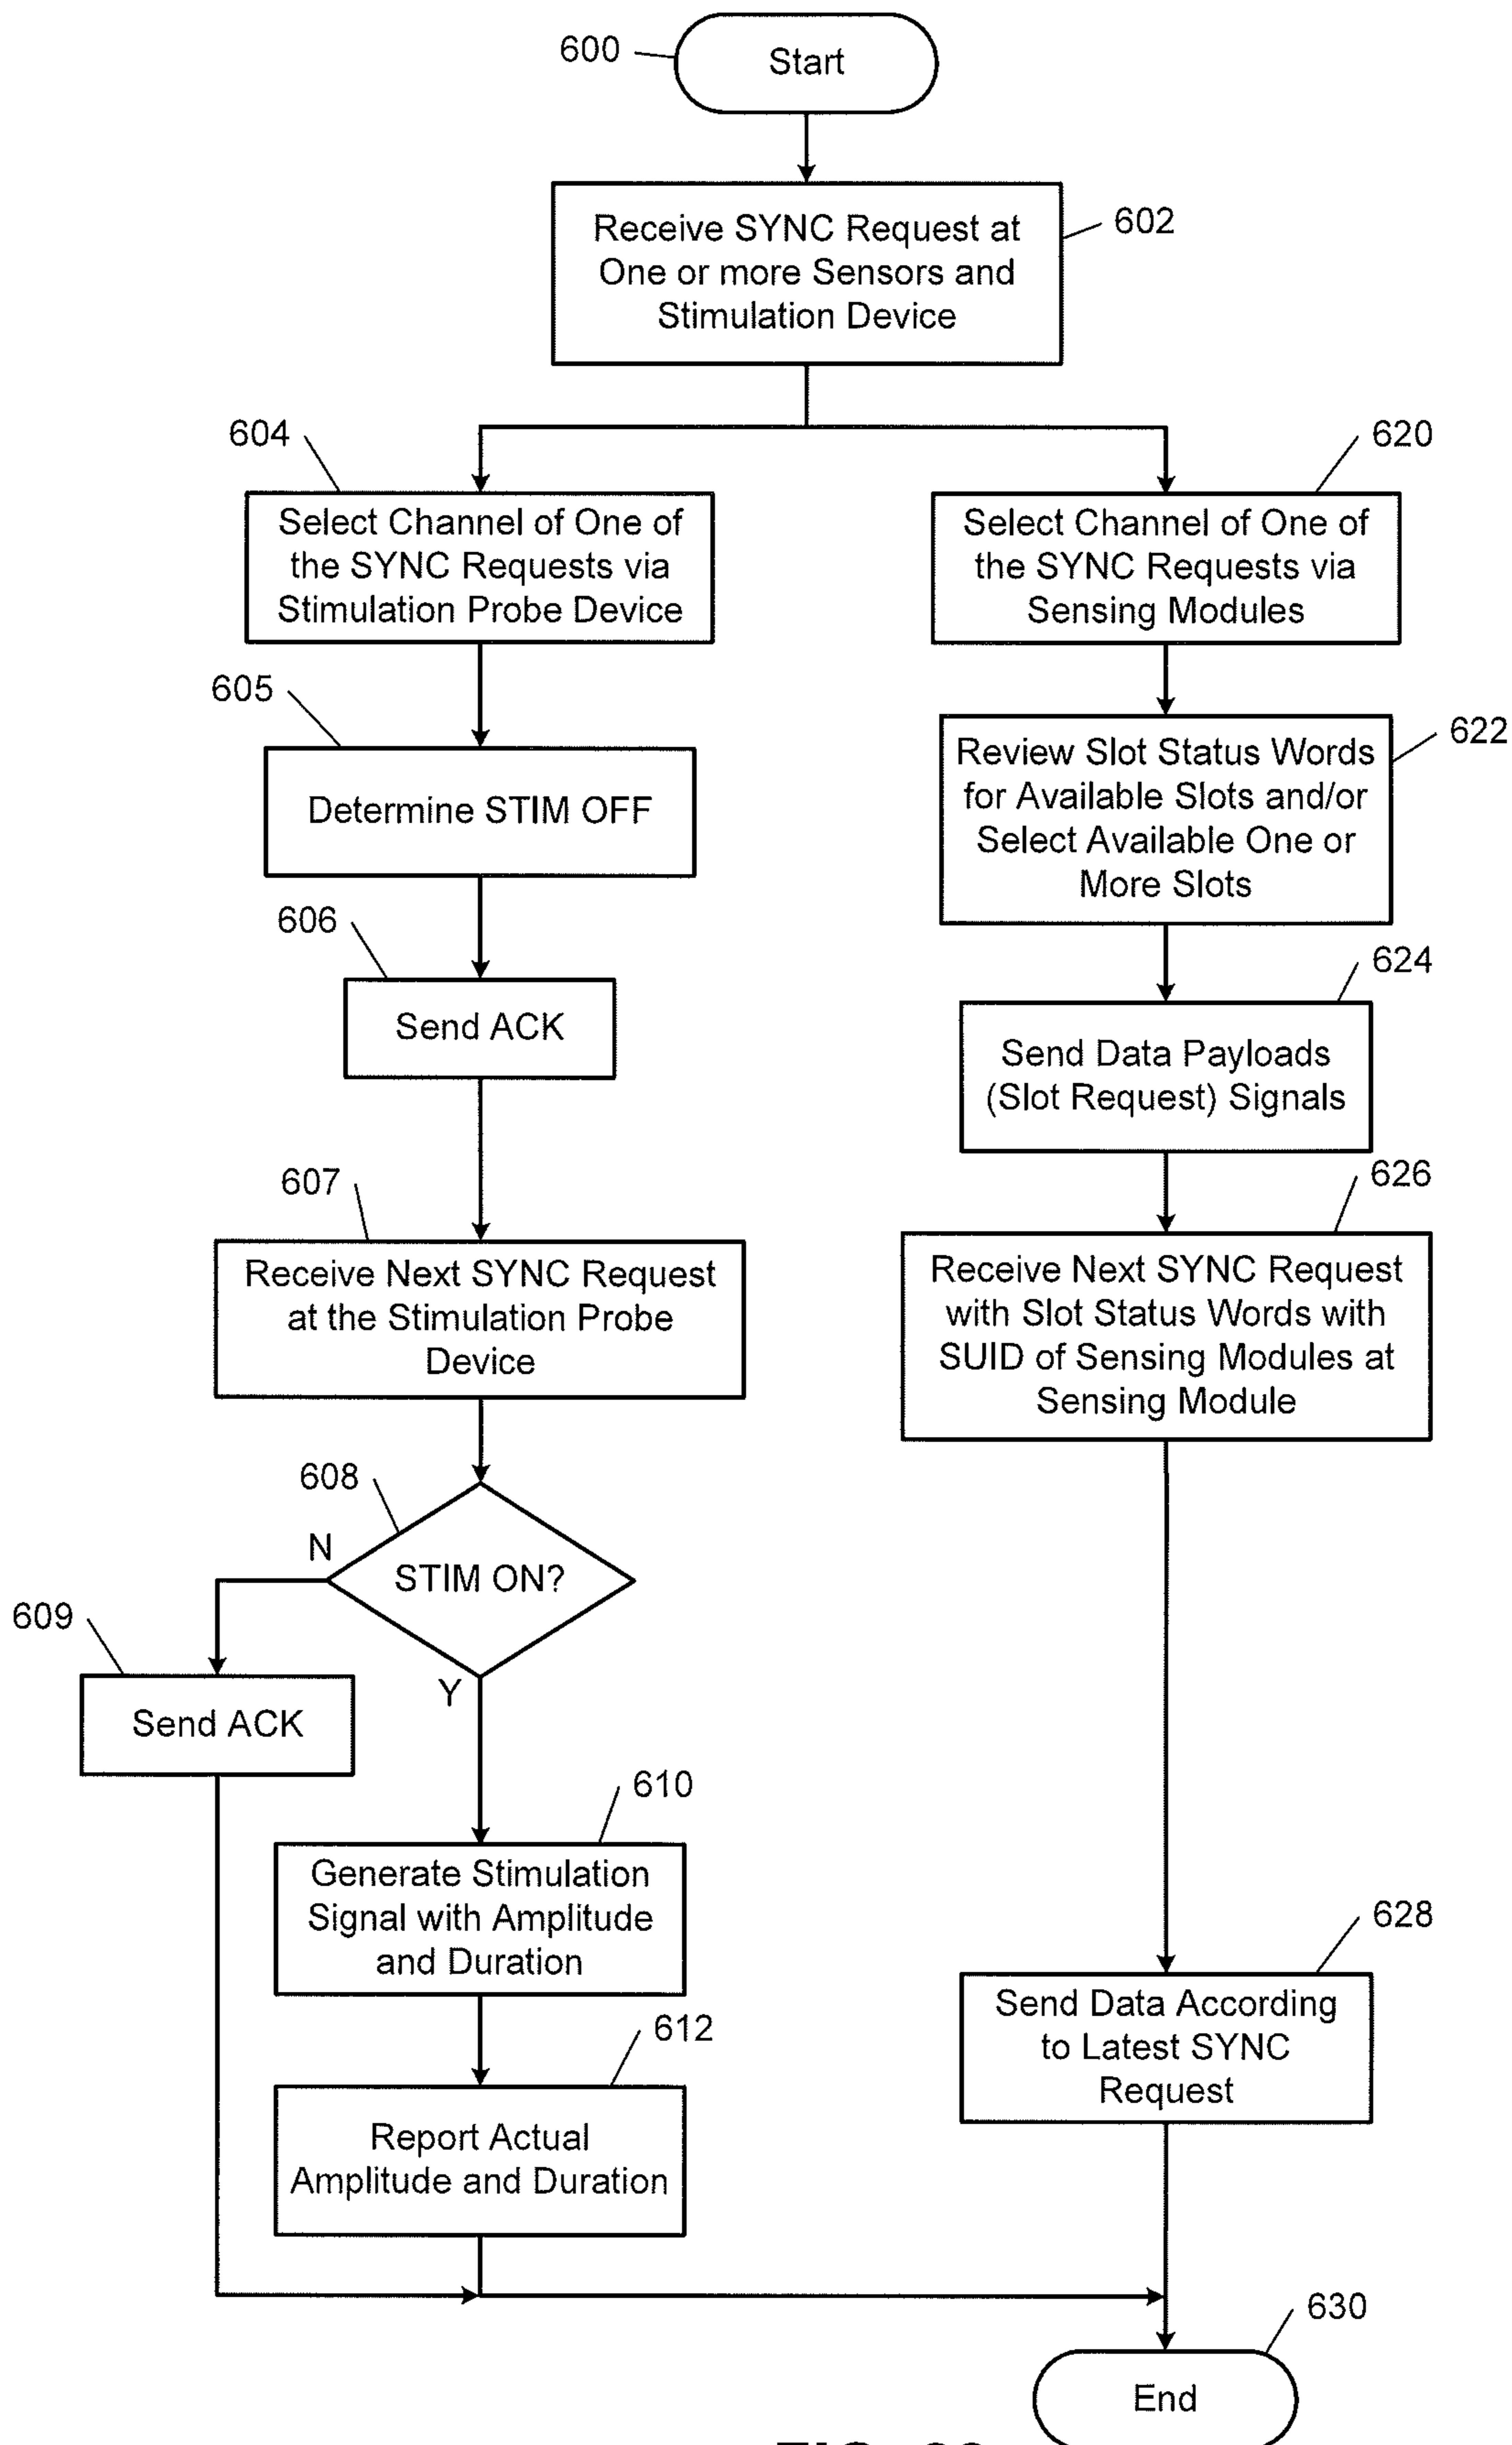 600
Start
Receive SYNC Request at
One or more Sensors and
Stimulation Device
602
604
Select Channel of One of
the SYNC Requests via
Stimulation Probe Device
605
Determine STIM OFF
606
Send ACK
607
Receive Next SYNC Request
at the Stimulation Probe
Device
608
STIM ON?
N
Y
609
Send ACK
610
Generate Stimulation
Signal with Amplitude
and Duration
612
Report Actual
Amplitude and Duration
620
Select Channel of One of
the SYNC Requests via
Sensing Modules
622
Review Slot Status Words
for Available Slots and/or
Select Available One or
More Slots
624
Send Data Payloads
(Slot Request) Signals
626
Receive Next SYNC Request
with Slot Status Words with
SUID of Sensing Modules at
Sensing Module
628
Send Data According
to Latest SYNC
Request
630
End